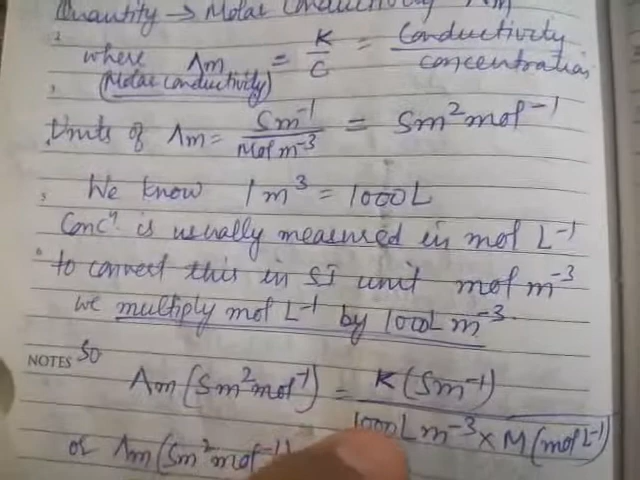 Quantity → Molar Conductivity Λm
where Λm = K/C = Conductivity/concentration
(Molar conductivity)
Units of Λm = Sm⁻¹/Mol m⁻³ = Sm²mol⁻¹
We know 1m³ = 1000L
Concⁿ. is usually measured in mol L⁻¹
to convert this in SI unit mol m⁻³
we multiply mol L⁻¹ by 1000L m⁻³.
NOTES So
Λm (Sm²mol⁻¹) = K (Sm⁻¹)/1000L m⁻³ × M (mol L⁻¹)
or Λm (Sm²mol⁻¹)